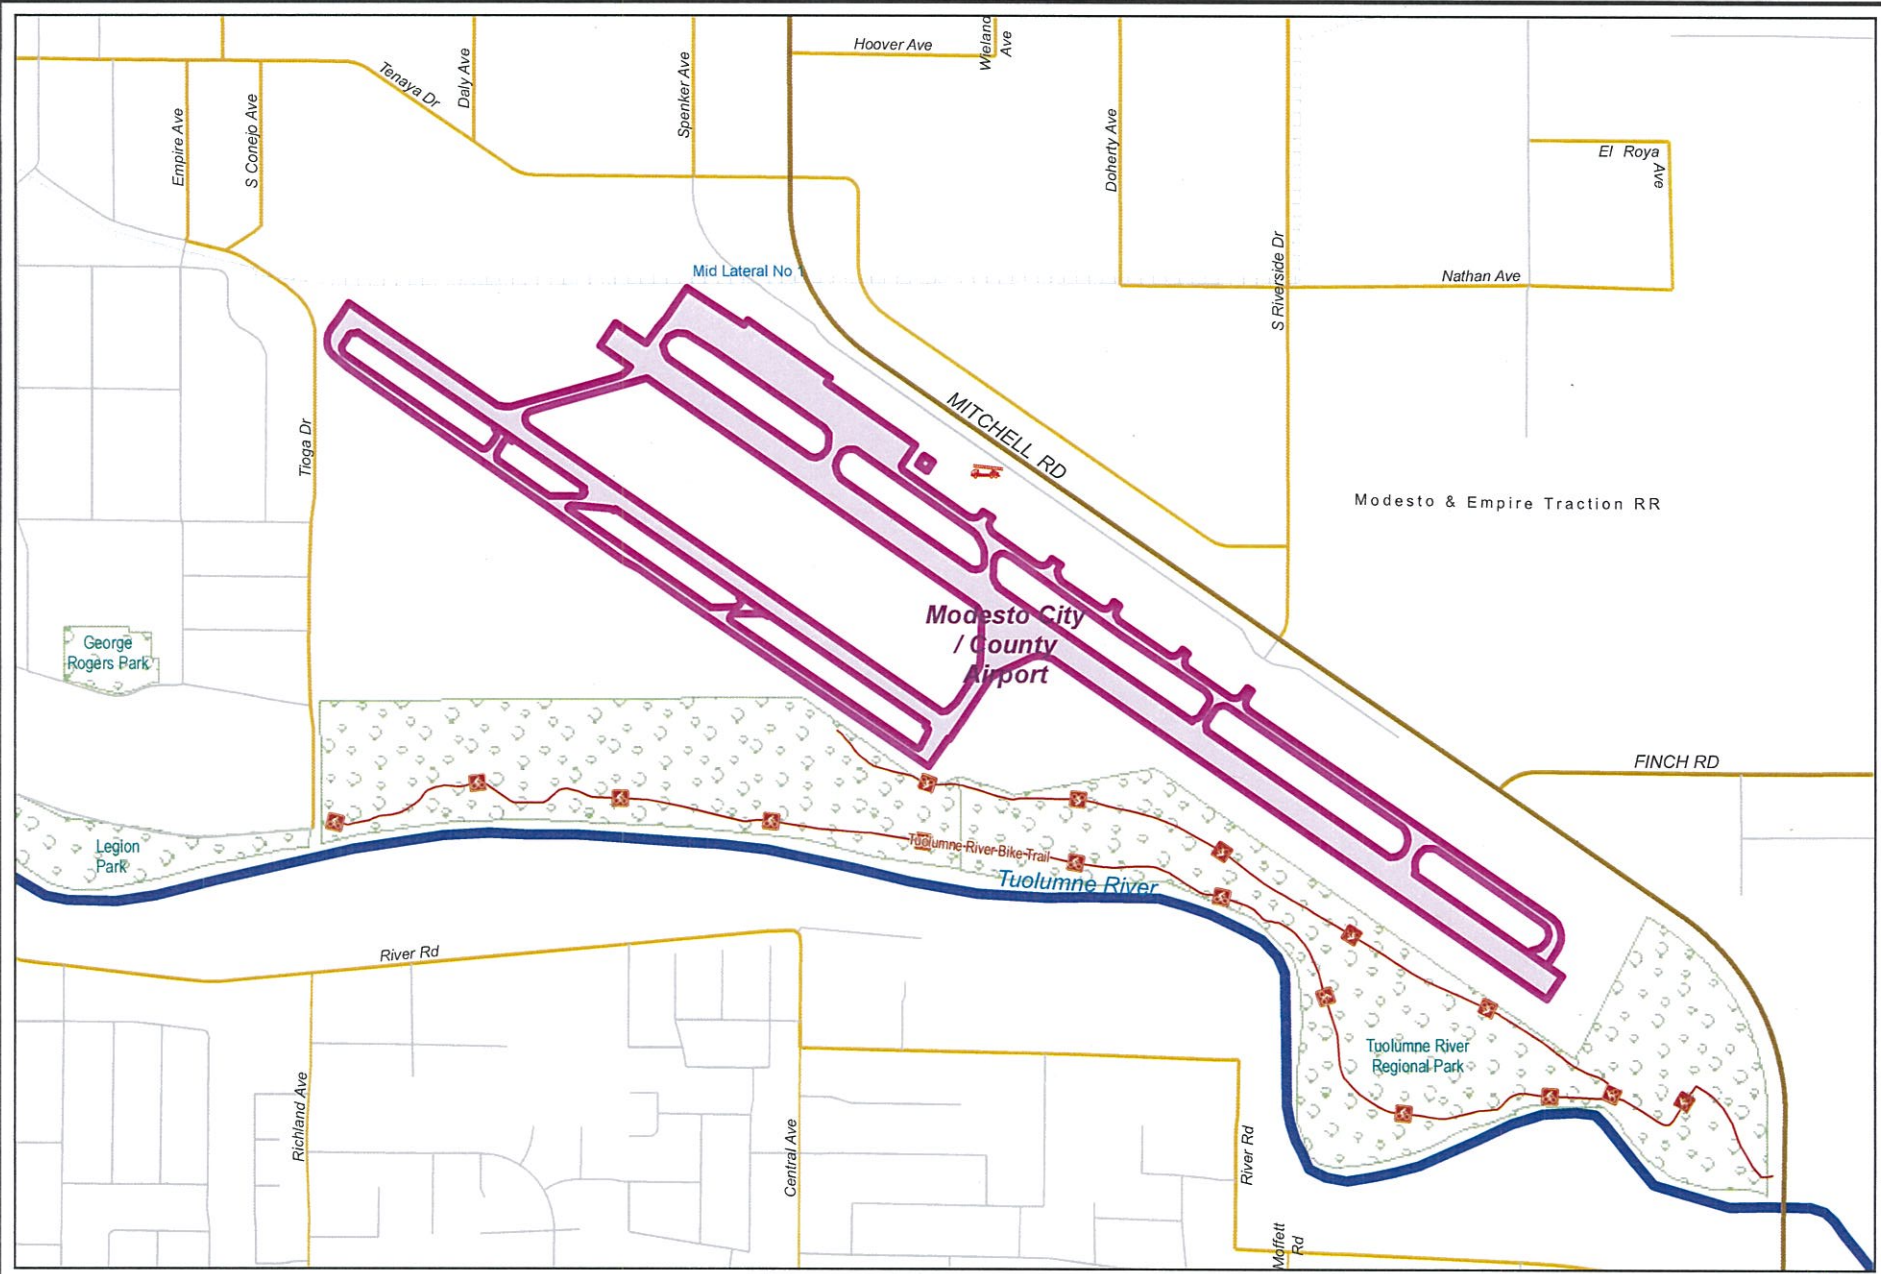 Hoover Ave
Wieland
Ave
Tenaya Dr
Daly Ave
Spenker Ave
Empire Ave
S Conejo Ave
Doherty Ave
El Roya
Ave
S Riverside Dr
Nathan Ave
Mid Lateral No 1
Tioga Dr
MITCHELL RD
Modesto & Empire Traction RR
Modesto City
/ County
Airport
George
Rogers Park
FINCH RD
Legion
Park
Tuolumne River Bike Trail
Tuolumne River
River Rd
Tuolumne River
Regional Park
Richland Ave
Central Ave
River Rd
Moffett
Rd